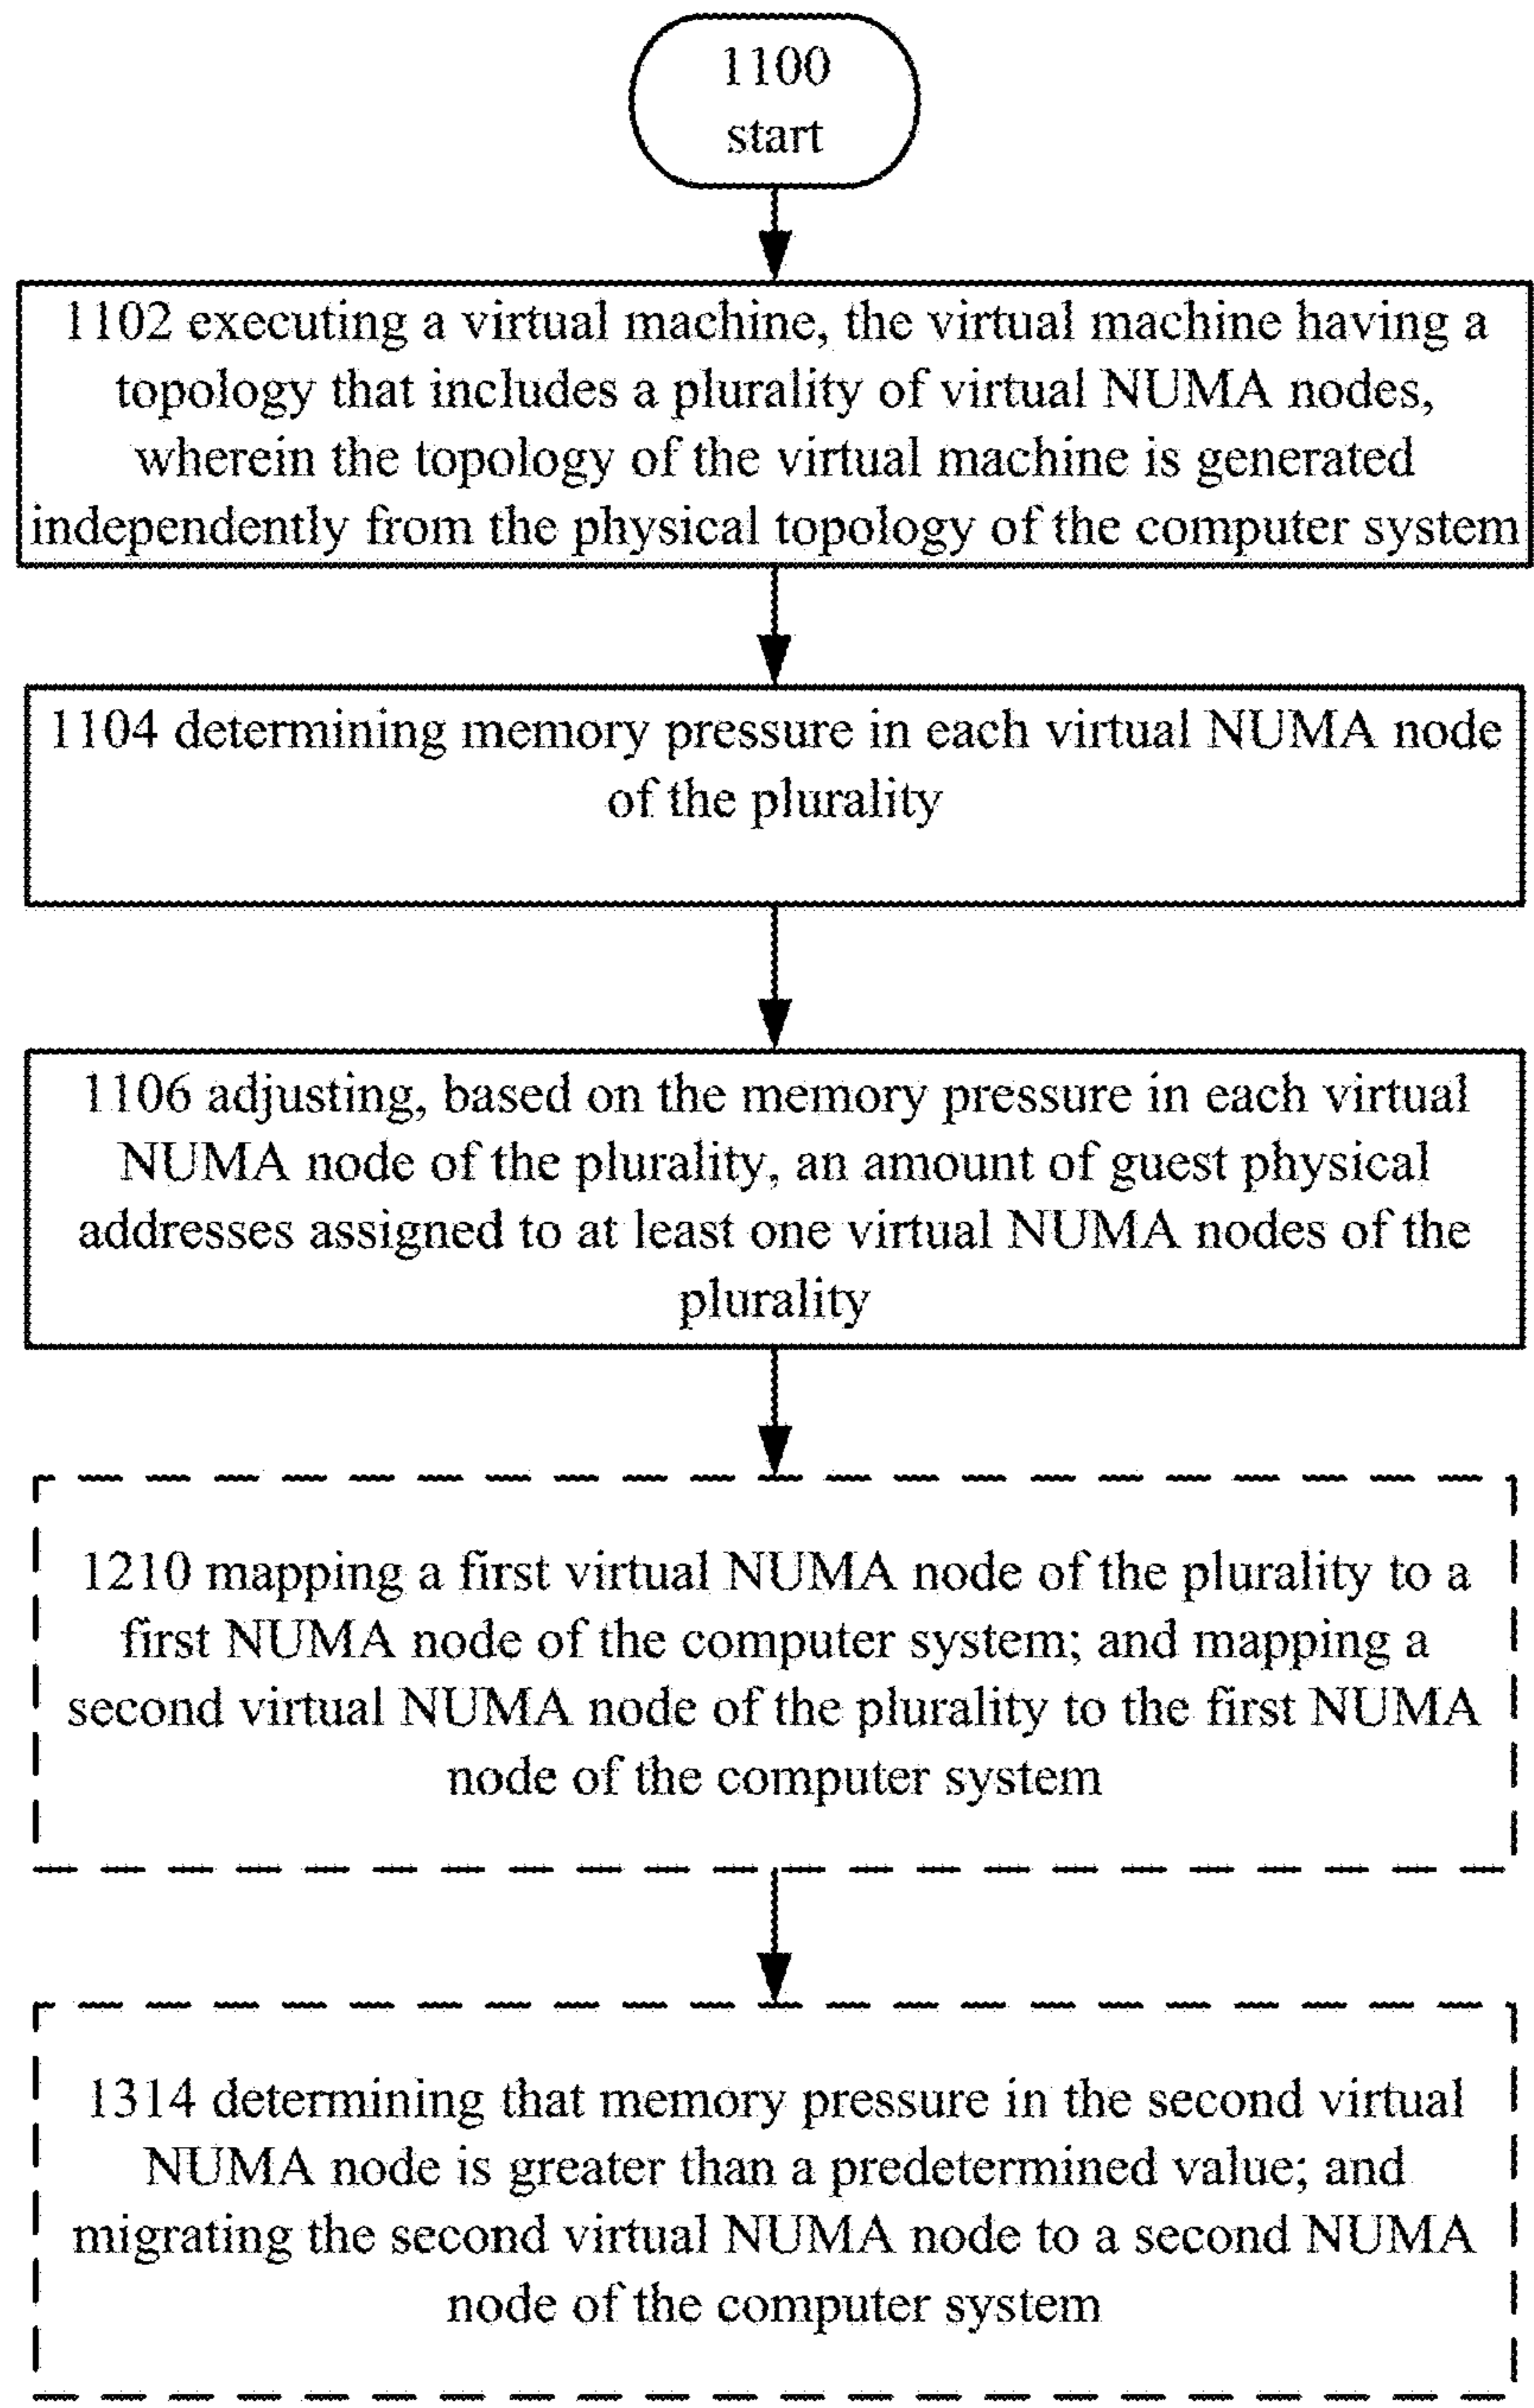 1100
start
1102 executing a virtual machine, the virtual machine having a
topology that includes a plurality of virtual NUMA nodes,
wherein the topology of the virtual machine is generated
independently from the physical topology of the computer system
1104 determining memory pressure in each virtual NUMA node
of the plurality
1106 adjusting, based on the memory pressure in each virtual
NUMA node of the plurality, an amount of guest physical
addresses assigned to at least one virtual NUMA nodes of the
plurality
1210 mapping a first virtual NUMA node of the plurality to a
first NUMA node of the computer system; and mapping a
second virtual NUMA node of the plurality to the first NUMA
node of the computer system
1314 determining that memory pressure in the second virtual
NUMA node is greater than a predetermined value; and
migrating the second virtual NUMA node to a second NUMA
node of the computer system